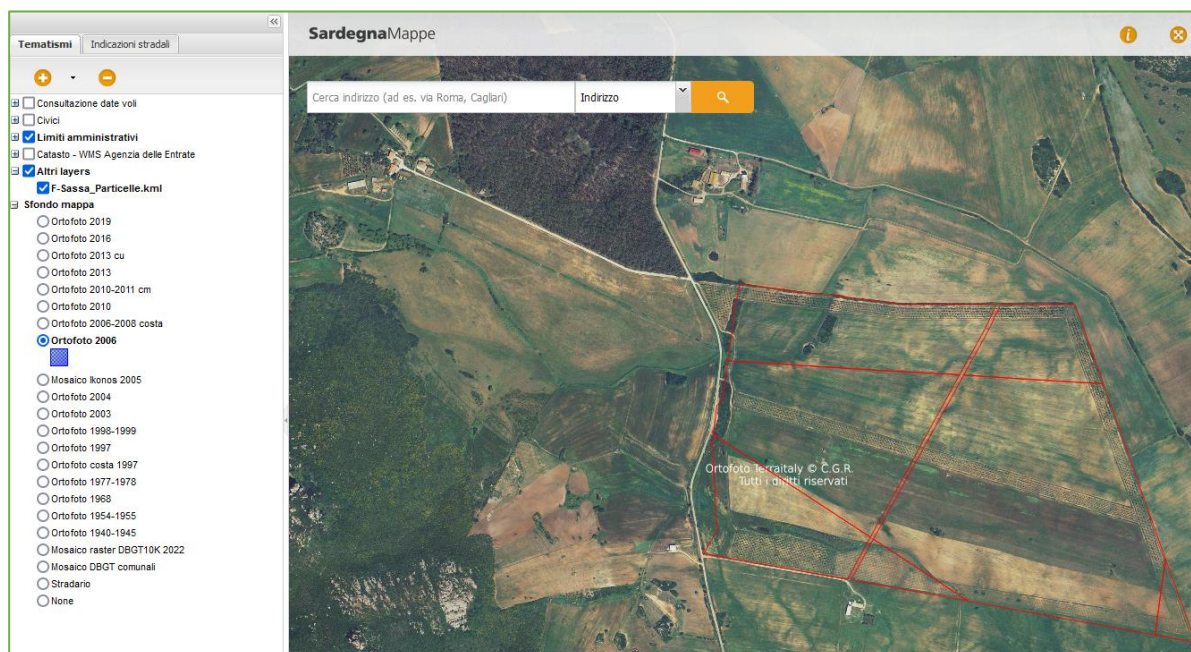 Tematismi
Indicazioni stradali
Consultazione date voli
Civici
Limiti amministrativi
Catasto - WMS Agenzia delle Entrate
Altri layers
F-Sassa_Particelle.kml
Sfondo mappa
Ortofoto 2019
Ortofoto 2016
Ortofoto 2013 cu
Ortofoto 2013
Ortofoto 2010-2011 cm
Ortofoto 2010
Ortofoto 2006-2008 costa
Ortofoto 2006
Mosaico Ikonos 2005
Ortofoto 2004
Ortofoto 2003
Ortofoto 1998-1999
Ortofoto 1997
Ortofoto costa 1997
Ortofoto 1977-1978
Ortofoto 1968
Ortofoto 1954-1955
Ortofoto 1940-1945
Mosaico raster DBGT10K 2022
Mosaico DBGT comunali
Stradario
None
SardegnaMappe
Cerca indirizzo (ad es. via Roma, Cagliari)
Indirizzo
Ortofoto Terraitaly © C.G.R.
Tutti i diritti riservati